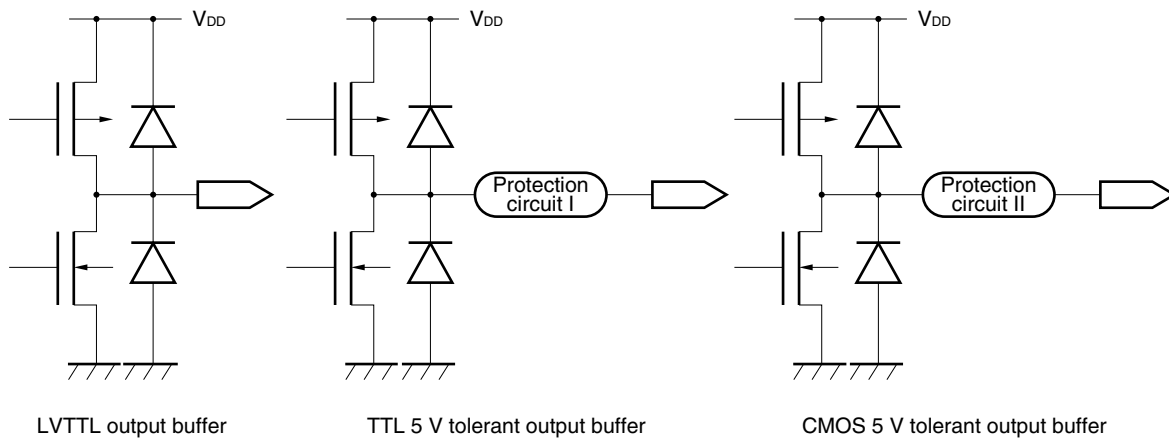 VDD
VDD
VDD
Protection
circuit I
Protection
circuit II
LVTTL output buffer
TTL 5 V tolerant output buffer
CMOS 5 V tolerant output buffer